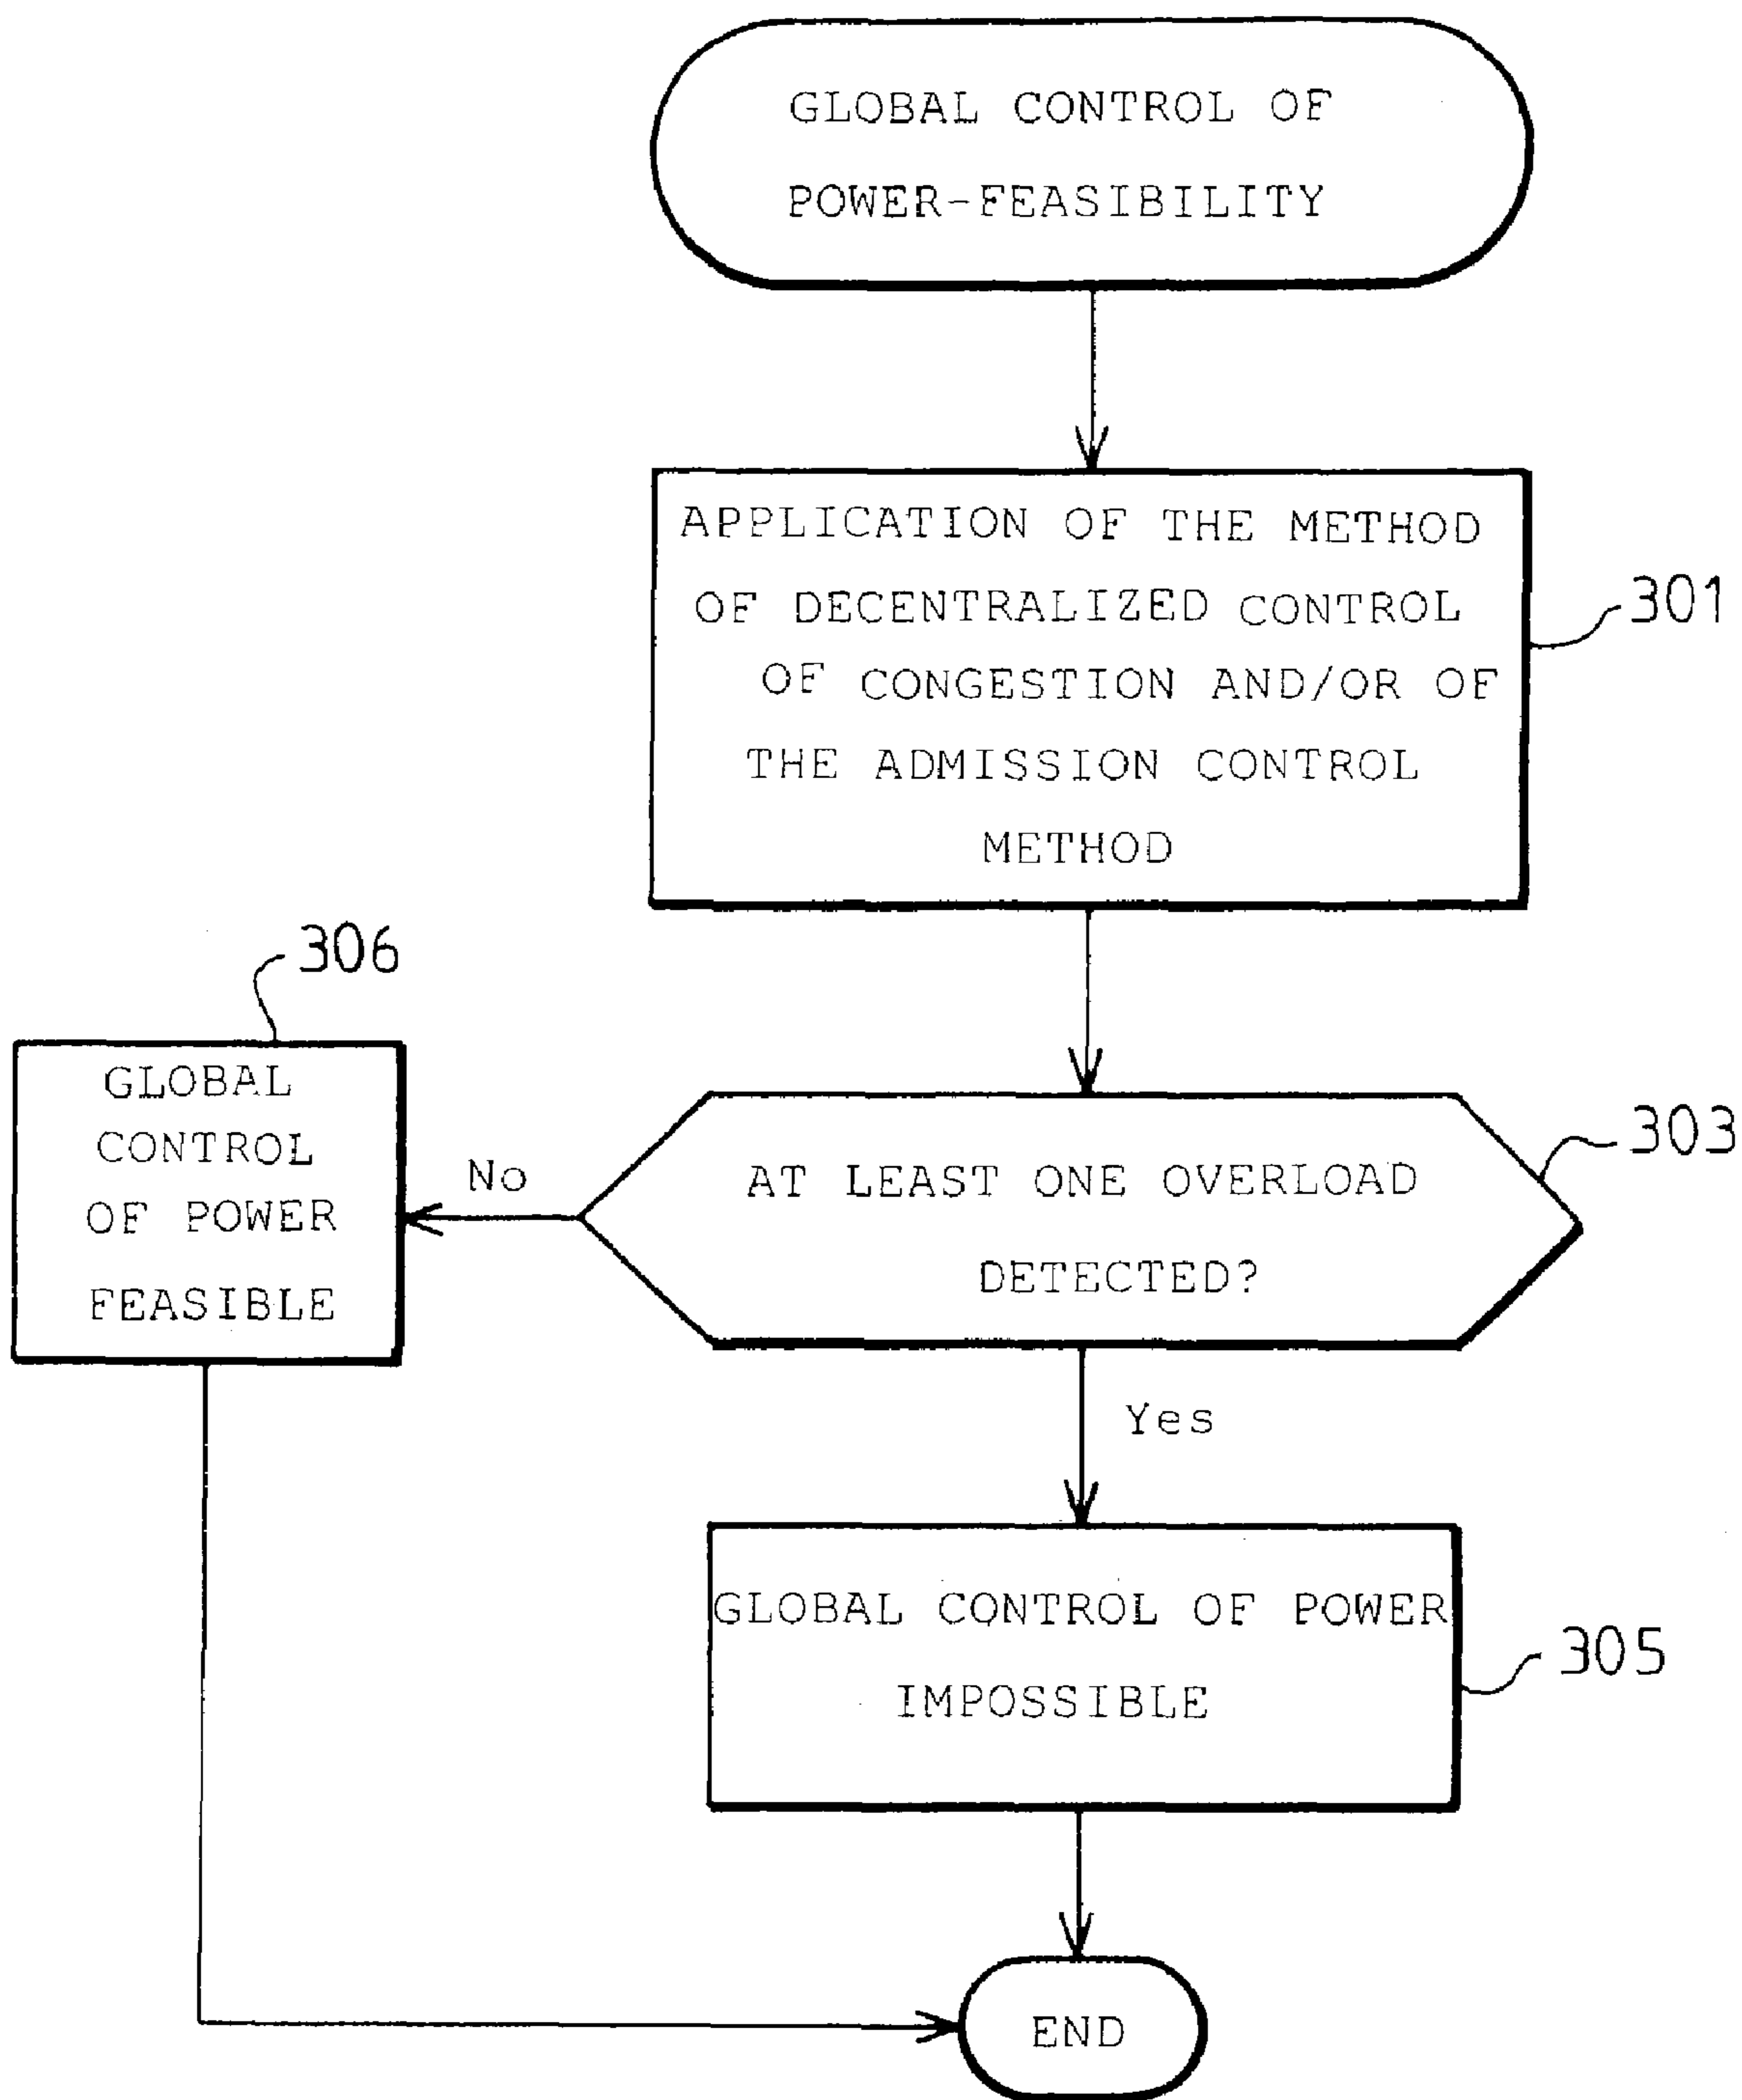 GLOBAL CONTROL OF
POWER-FEASIBILITY
APPLICATION OF THE METHOD
OF DECENTRALIZED CONTROL
OF CONGESTION AND/OR OF
THE ADMISSION CONTROL
METHOD
301
306
GLOBAL
CONTROL
OF POWER
FEASIBLE
No
AT LEAST ONE OVERLOAD
DETECTED?
303
Yes
GLOBAL CONTROL OF POWER
IMPOSSIBLE
305
END